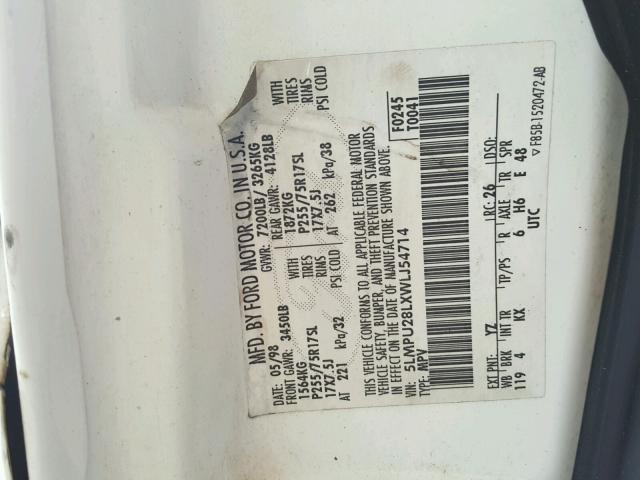 MFD. BY FORD MOTOR CO. IN U.S.A.
DATE: 05/98 GVWR: 7200LB/ 3265KG
FRONT GAWR: 3450LB REAR GAWR: 4128LB
1564KG WITH 1872KG WITH
P255/75R17SL TIRES P255/75R17SL TIRES
17X7.5J RIMS 17X7.5J RIMS
AT 221 kPa/32 PSI COLD AT 262 kPa/38 PSI COLD
THIS VEHICLE CONFORMS TO ALL APPLICABLE FEDERAL MOTOR
VEHICLE SAFETY, BUMPER, AND THEFT PREVENTION STANDARDS
IN EFFECT ON THE DATE OF MANUFACTURE SHOWN ABOVE.
VIN: 5LMPU28LXWLJ54714 F0245
TYPE: MPV T0041
EXT PNT: YZ RC: 26 DSO:
WB BRK INT TR TP/PS R AXLE TR SPR
119 4 KX 6 H6 E 48
UTC
▽ F85B-1520472-AB